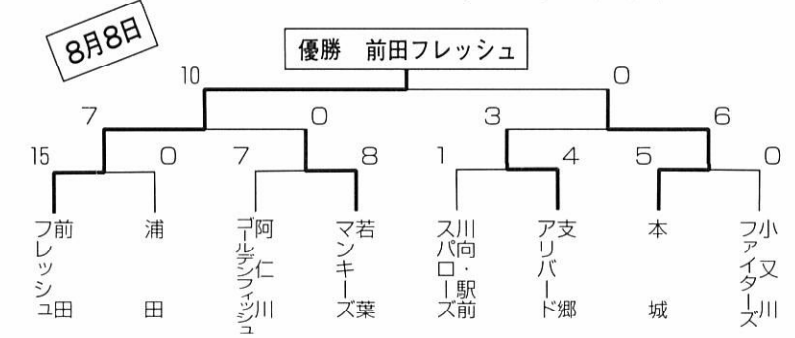 8月8日
優勝 前田フレッシュ
10 0
7 0 3 6
15 0 7 8 1 4 5 0
前田フレッシュ
浦田
阿仁川ゴールデンフィッシュ
若葉マンキーズ
川向・駅前スパローズ
支郷アリバード
本城
小又川ファイターズ